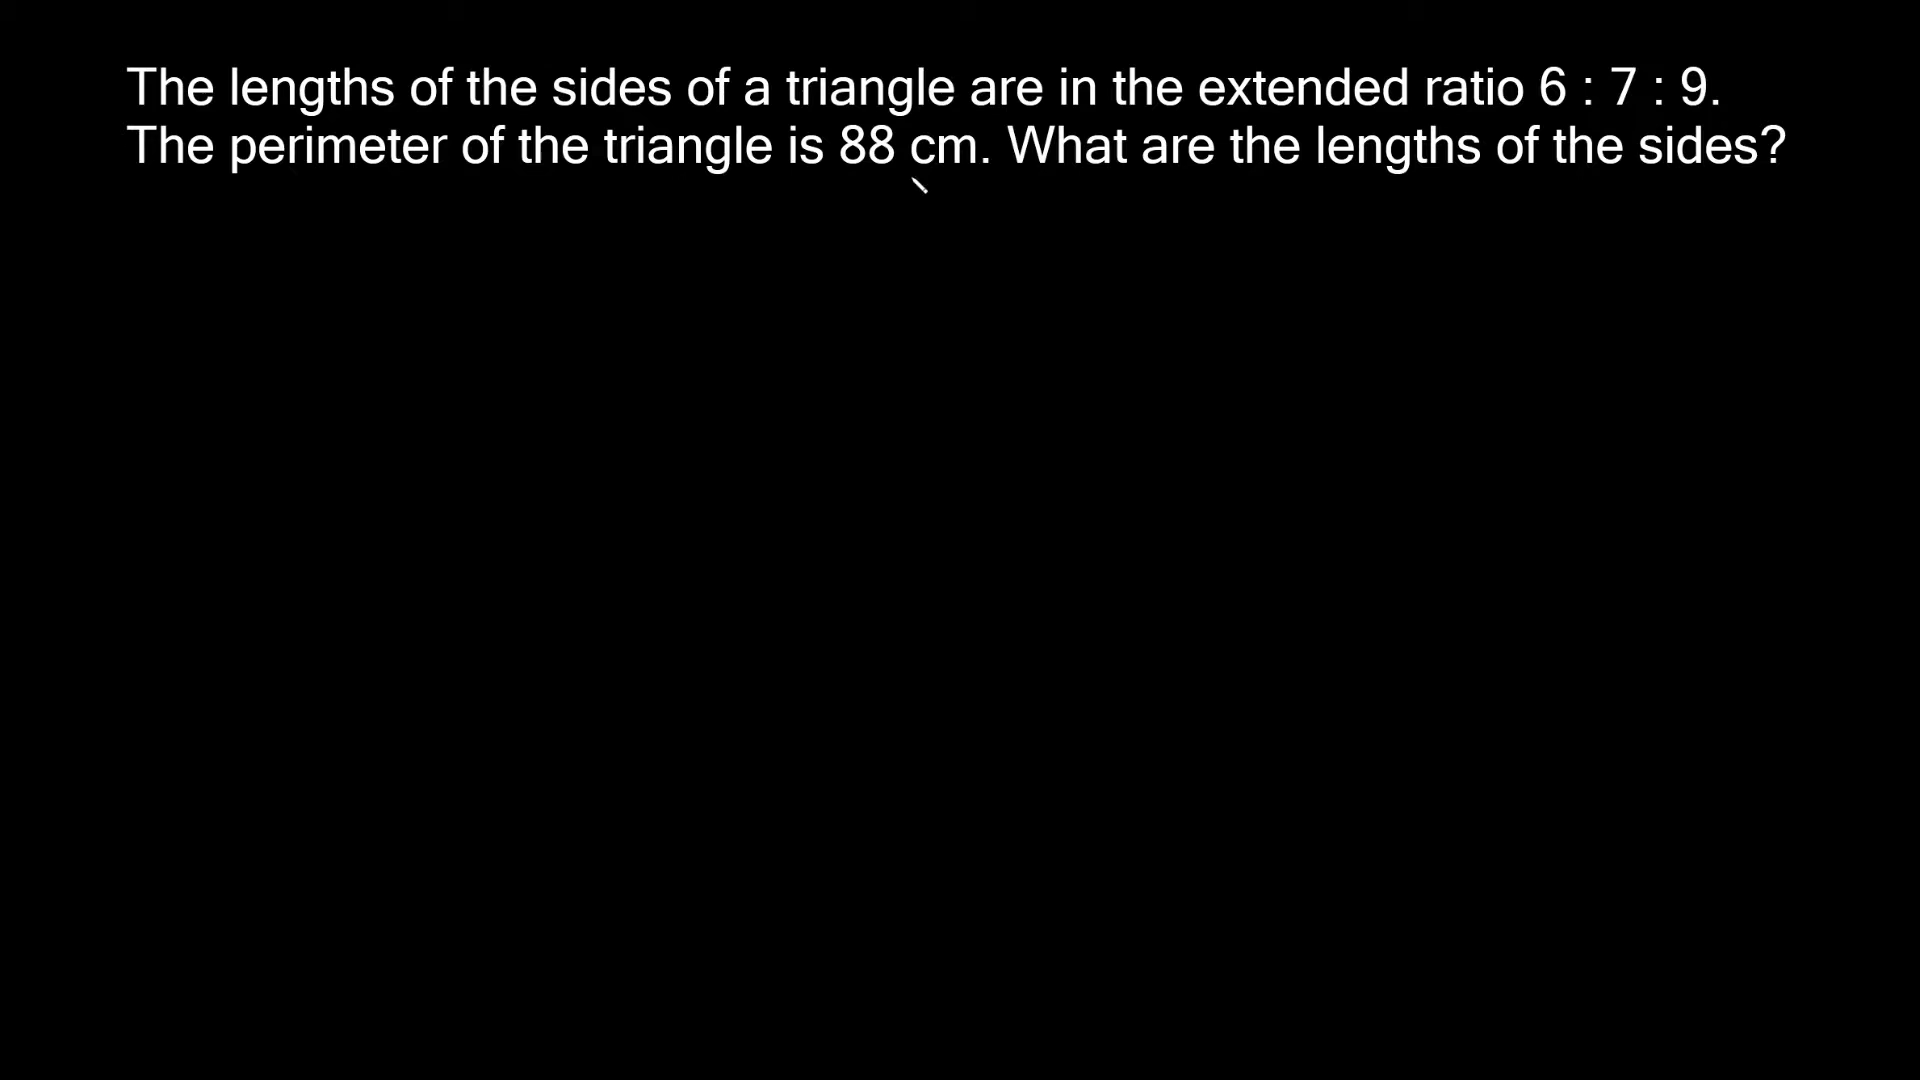 The lengths of the sides of a triangle are in the extended ratio 6 : 7 : 9.
The perimeter of the triangle is 88 cm. What are the lengths of the sides?